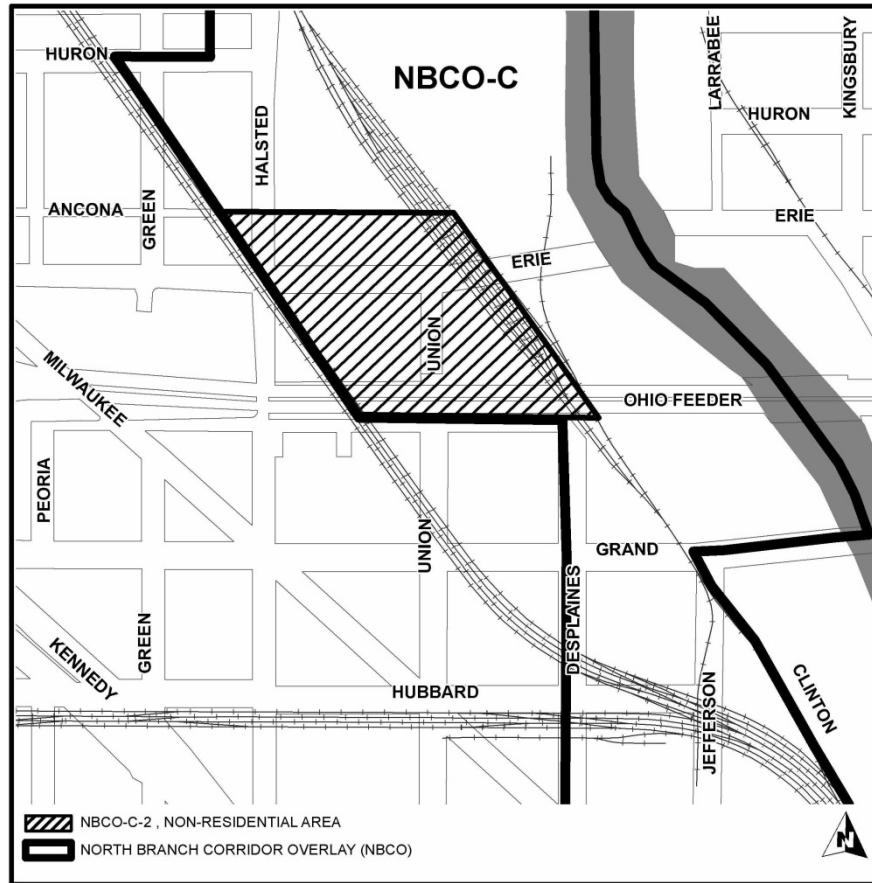 HURON
NBCO-C
LARRABEE
KINGSBURY
HURON
HALSTED
ANCONA
GREEN
ERIE
ERIE
UNION
MILWAUKEE
OHIO FEEDER
PEORIA
UNION
GRAND
DESPLAINES
GREEN
KENNEDY
HUBBARD
JEFFERSON
CLINTON
NBCO-C-2 , NON-RESIDENTIAL AREA
NORTH BRANCH CORRIDOR OVERLAY (NBCO)
N